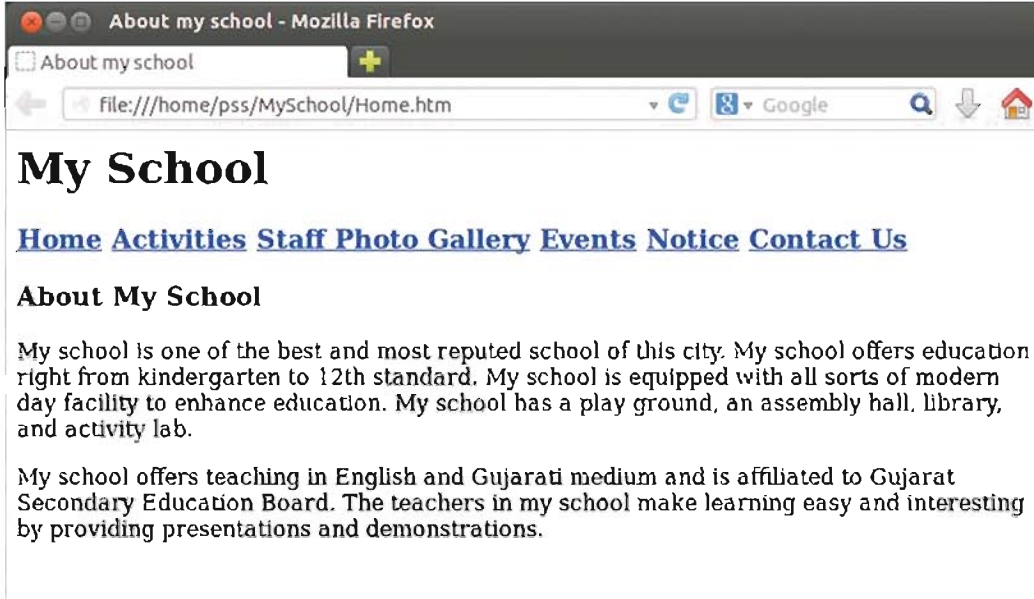 About my school - Mozilla Firefox
About my school
file:///home/pss/MySchool/Home.htm
Google
My School
Home Activities Staff Photo Gallery Events Notice Contact Us
About My School
My school is one of the best and most reputed school of this city. My school offers education
right from kindergarten to 12th standard. My school is equipped with all sorts of modern
day facility to enhance education. My school has a play ground, an assembly hall, library,
and activity lab.
My school offers teaching in English and Gujarati medium and is affiliated to Gujarat
Secondary Education Board. The teachers in my school make learning easy and interesting
by providing presentations and demonstrations.